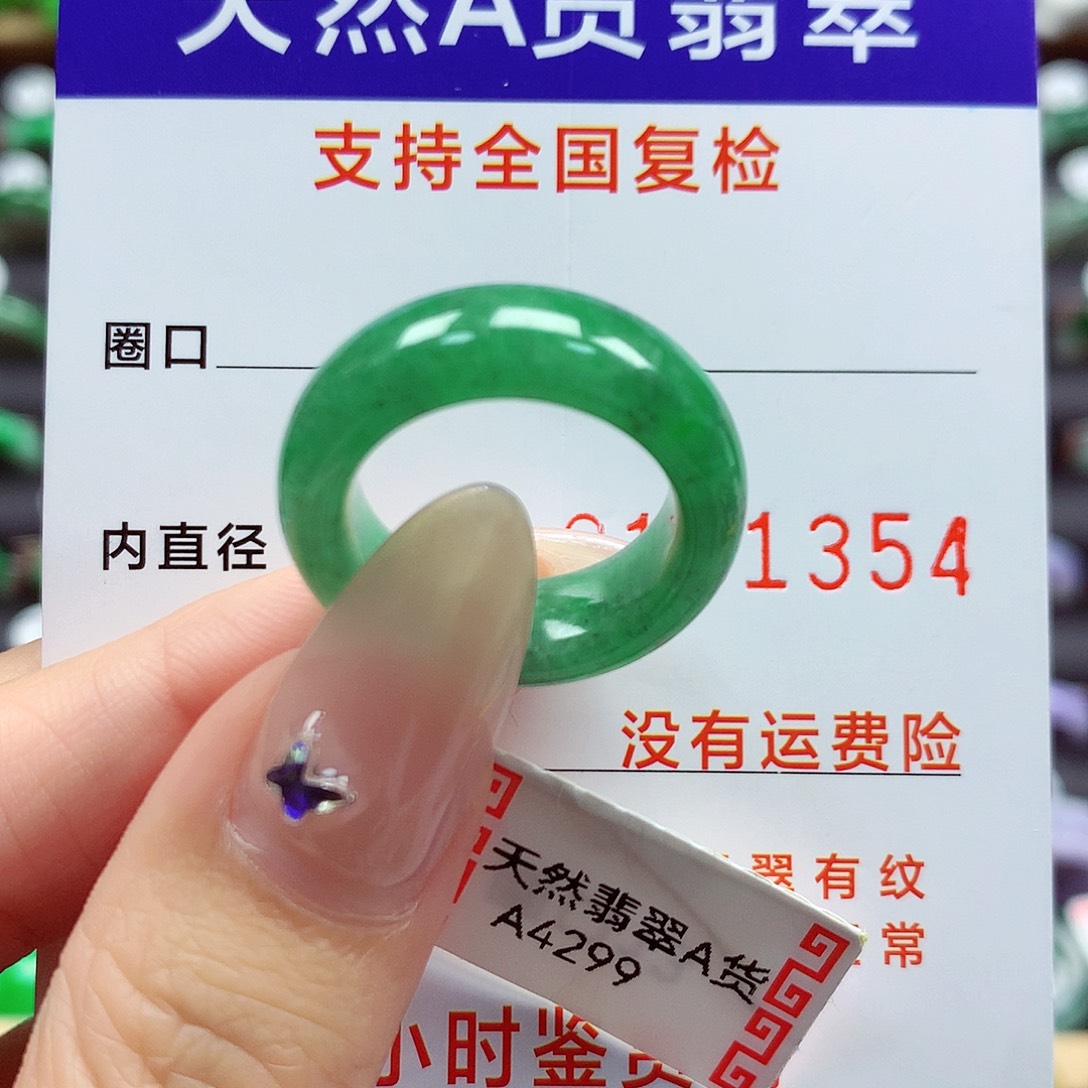 天然A货翡翠
支持全国复检
圈口
内直径
1354
没有运费险
翠有纹
常
天然翡翠A货
A4299
小时鉴赏